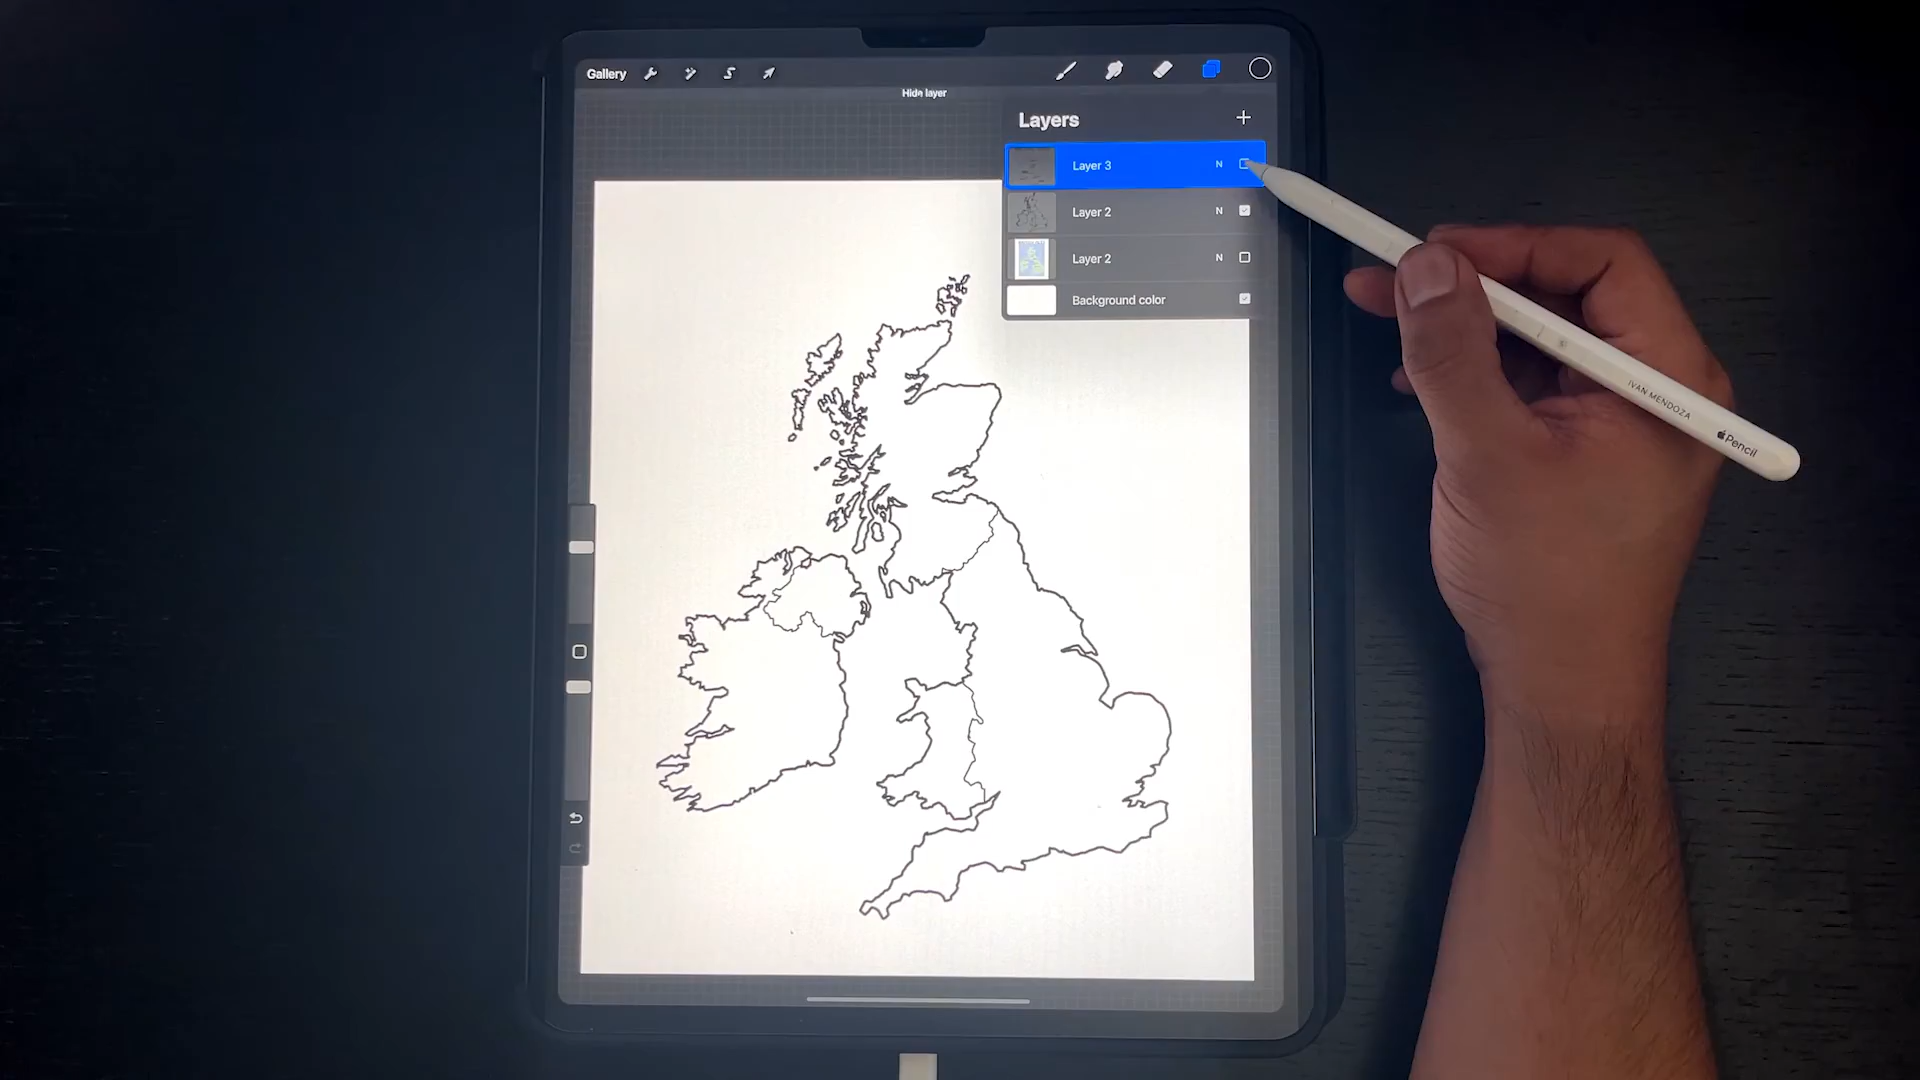 Gallery
Hide layer
Layers
Layer 3 N
Layer 2 N
Layer 2 N
Background color
IVAN MENDOZA
Pencil